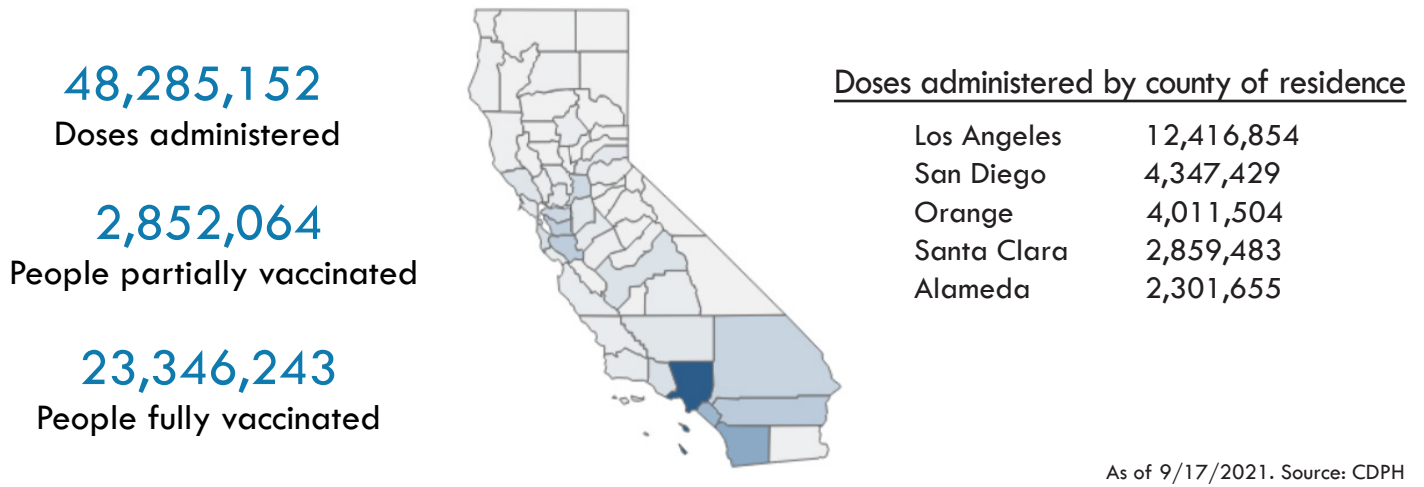 48,285,152
Doses administered
2,852,064
People partially vaccinated
23,346,243
People fully vaccinated
Doses administered by county of residence
Los Angeles 12,416,854
San Diego 4,347,429
Orange 4,011,504
Santa Clara 2,859,483
Alameda 2,301,655
As of 9/17/2021. Source: CDPH